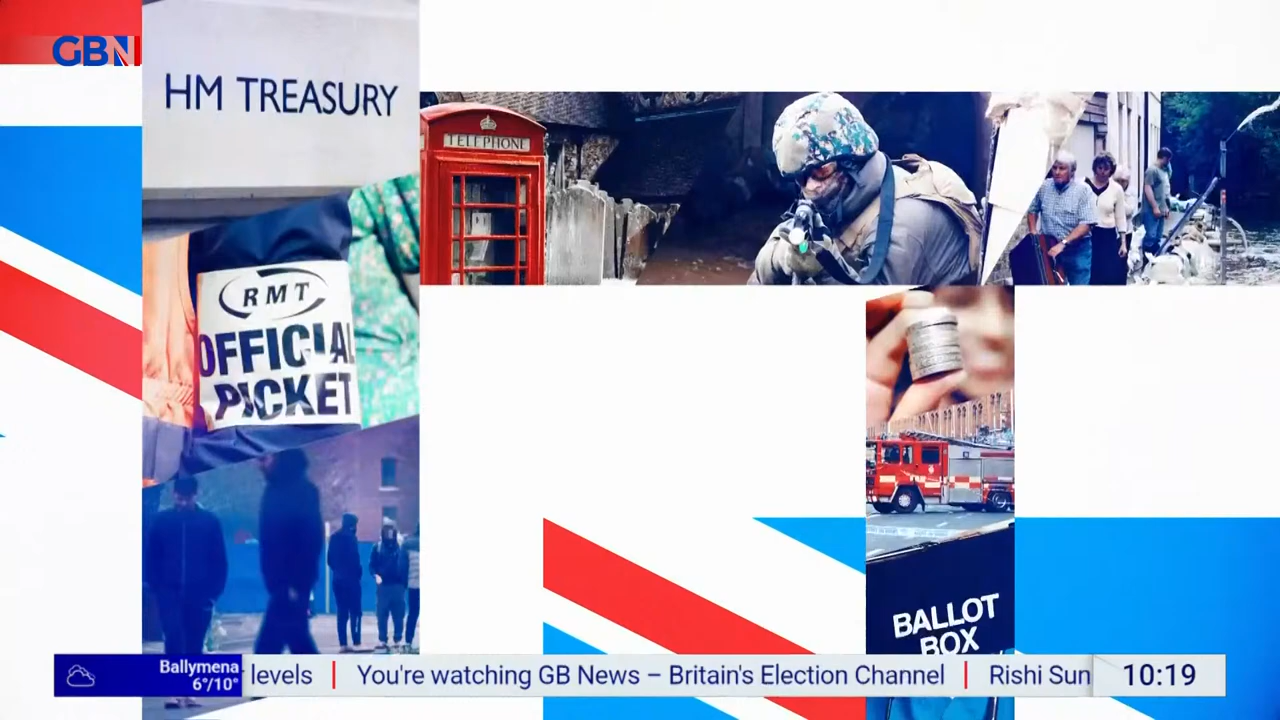 GBN
HM TREASURY
TELEPHONE
RMT
OFFICIAL
PICKET
BALLOT
BOX
Ballymena
6°/10°
levels | You're watching GB News – Britain's Election Channel | Rishi Sun
10:19